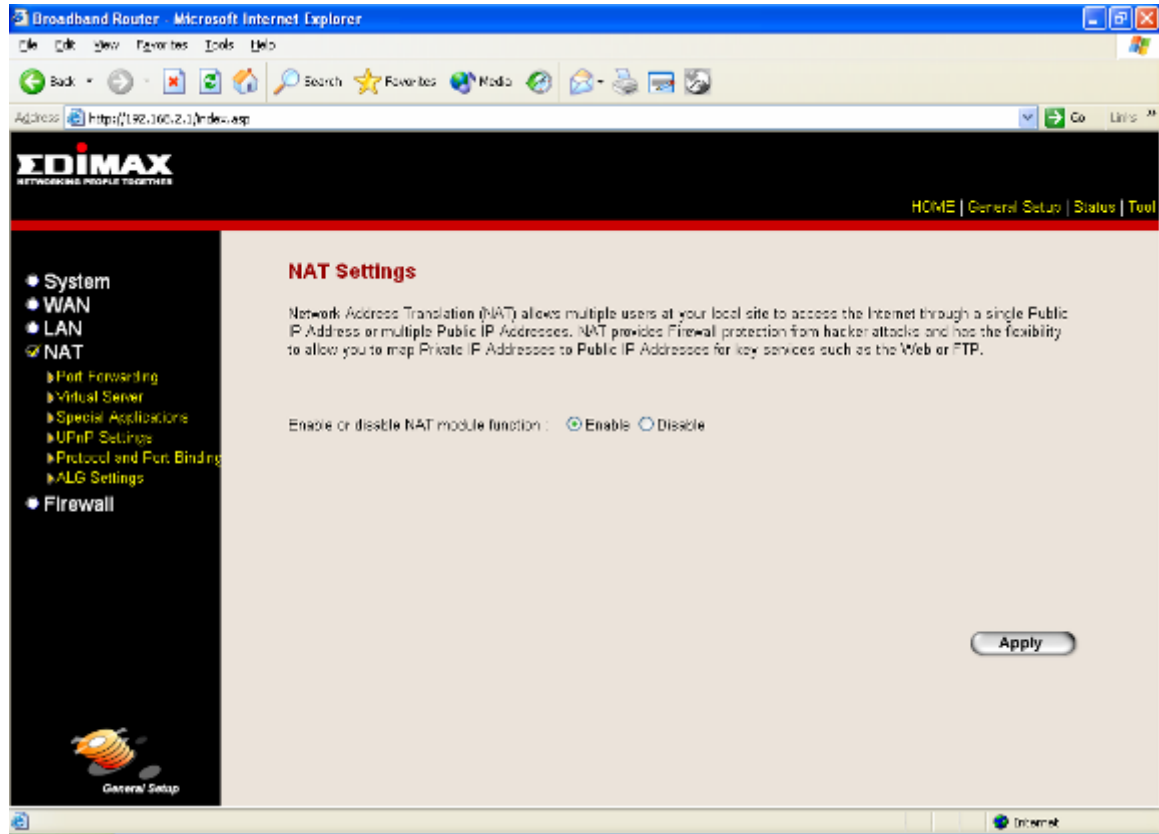 Broadband Router - Microsoft Internet Explorer
File Edit View Favorites Tools Help
Back Search Favorites Media
Address http://192.168.2.1/index.asp Go Links »
EDIMAX
NETWORKING PEOPLE TOGETHER
HOME | General Setup | Status | Tool
System
WAN
LAN
NAT
Port Forwarding
Virtual Server
Special Applications
UPnP Settings
Protocol and Port Binding
ALG Settings
Firewall
General Setup
NAT Settings
Network Address Translation (NAT) allows multiple users at your local site to access the Internet through a single Public
IP Address or multiple Public IP Addresses. NAT provides Firewall protection from hacker attacks and has the flexibility
to allow you to map Private IP Addresses to Public IP Addresses for key services such as the Web or FTP.
Enable or disable NAT module function : Enable Disable
Apply
Internet